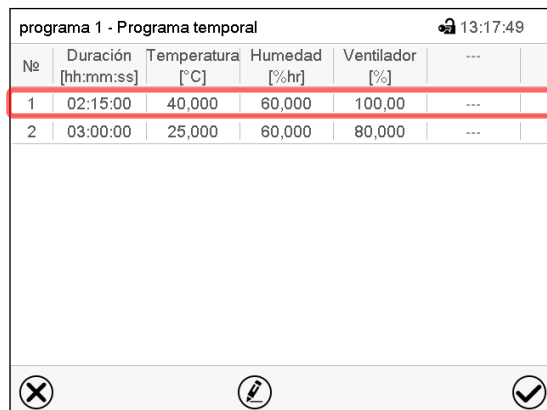 programa 1 - Programa temporal 13:17:49
№ Duración [hh:mm:ss] Temperatura [°C] Humedad [%hr] Ventilador [%] ---
1 02:15:00 40,000 60,000 100,00 ---
2 03:00:00 25,000 60,000 80,000 ---